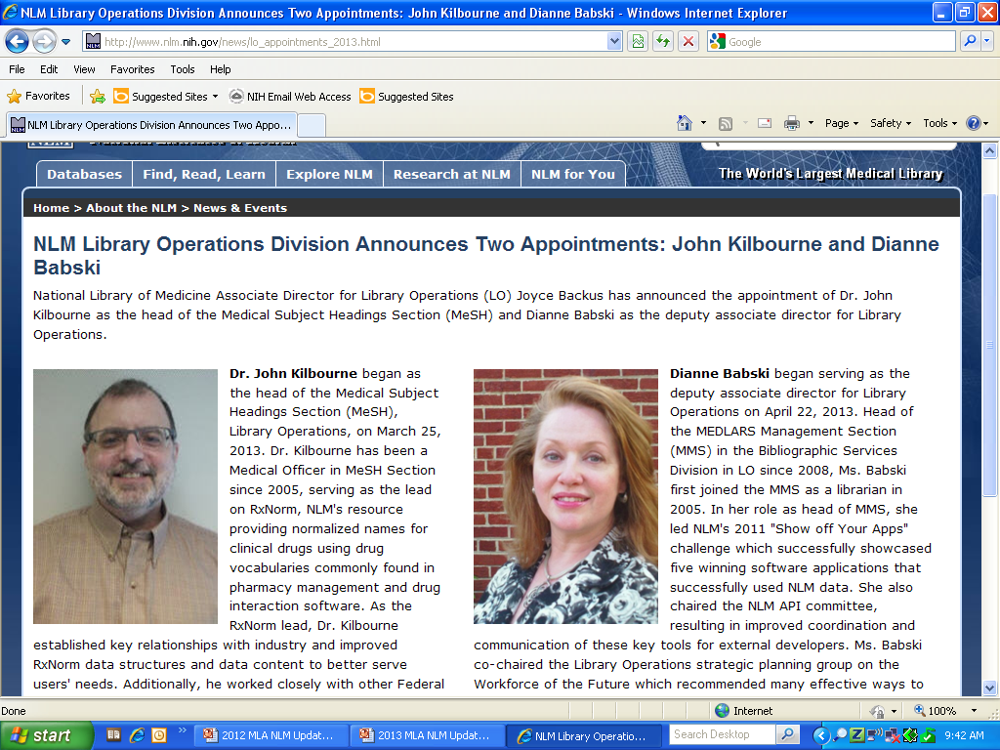 NLM Library Operations Division Announces Two Appointments: John Kilbourne and Dianne Babski - Windows Internet Explorer
http://www.nlm.nih.gov/news/lo_appointments_2013.html
Google
File Edit View Favorites Tools Help
Favorites Suggested Sites NIH Email Web Access Suggested Sites
NLM Library Operations Division Announces Two Appo...
Page Safety Tools
Databases Find, Read, Learn Explore NLM Research at NLM NLM for You
The World's Largest Medical Library
Home > About the NLM > News & Events
NLM Library Operations Division Announces Two Appointments: John Kilbourne and Dianne
Babski
National Library of Medicine Associate Director for Library Operations (LO) Joyce Backus has announced the appointment of Dr. John
Kilbourne as the head of the Medical Subject Headings Section (MeSH) and Dianne Babski as the deputy associate director for Library
Operations.
Dr. John Kilbourne began as
the head of the Medical Subject
Headings Section (MeSH),
Library Operations, on March 25,
2013. Dr. Kilbourne has been a
Medical Officer in MeSH Section
since 2005, serving as the lead
on RxNorm, NLM's resource
providing normalized names for
clinical drugs using drug
vocabularies commonly found in
pharmacy management and drug
interaction software. As the
RxNorm lead, Dr. Kilbourne
established key relationships with industry and improved
RxNorm data structures and data content to better serve
users' needs. Additionally, he worked closely with other Federal
Dianne Babski began serving as the
deputy associate director for Library
Operations on April 22, 2013. Head of
the MEDLARS Management Section
(MMS) in the Bibliographic Services
Division in LO since 2008, Ms. Babski
first joined the MMS as a librarian in
2005. In her role as head of MMS, she
led NLM's 2011 "Show off Your Apps"
challenge which successfully showcased
five winning software applications that
successfully used NLM data. She also
chaired the NLM API committee,
resulting in improved coordination and
communication of these key tools for external developers. Ms. Babski
co-chaired the Library Operations strategic planning group on the
Workforce of the Future which recommended many effective ways to
Done
Internet
100%
start
2012 MLA NLM Updat...
2013 MLA NLM Updat...
NLM Library Operatio...
Search Desktop
9:42 AM